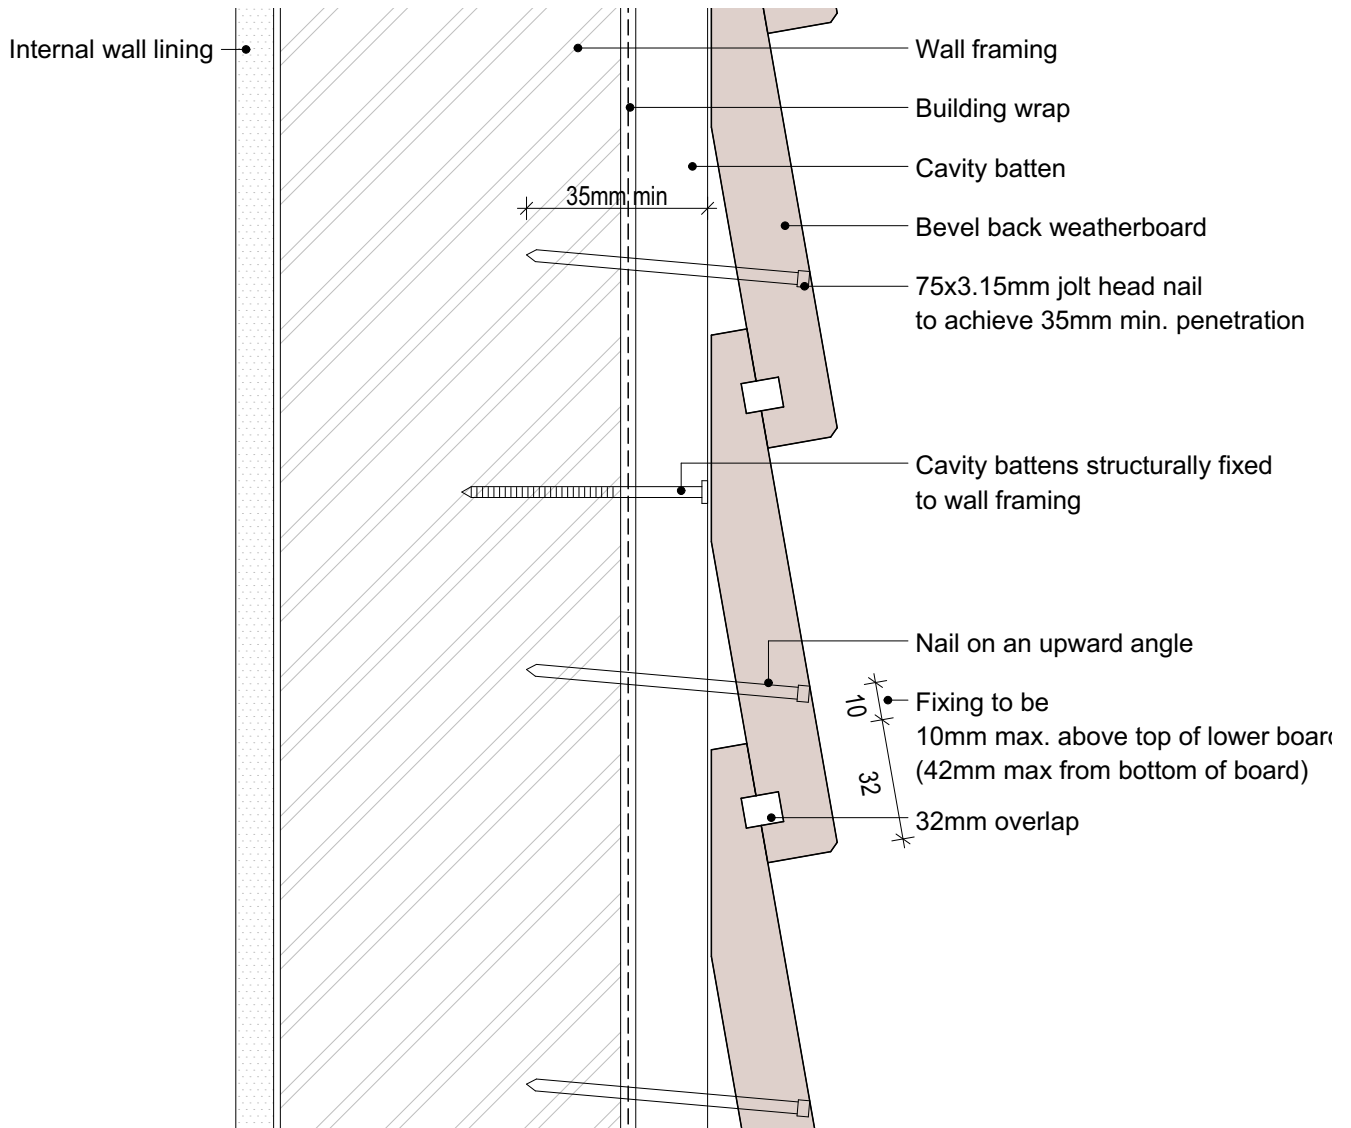 Internal wall lining
Wall framing
Building wrap
Cavity batten
35mm min
Bevel back weatherboard
75x3.15mm jolt head nail
to achieve 35mm min. penetration
Cavity battens structurally fixed
to wall framing
Nail on an upward angle
10
Fixing to be
10mm max. above top of lower board
(42mm max from bottom of board)
32
32mm overlap